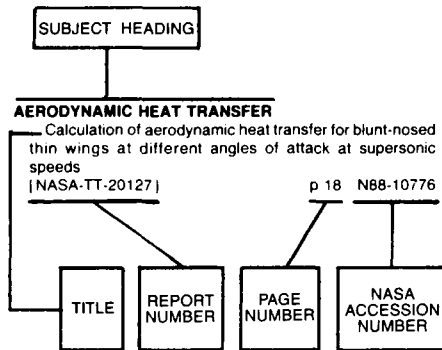 SUBJECT HEADING
AERODYNAMIC HEAT TRANSFER
Calculation of aerodynamic heat transfer for blunt-nosed
thin wings at different angles of attack at supersonic
speeds
[NASA-TT-20127] p 18 N88-10776
TITLE
REPORT
NUMBER
PAGE
NUMBER
NASA
ACCESSION
NUMBER